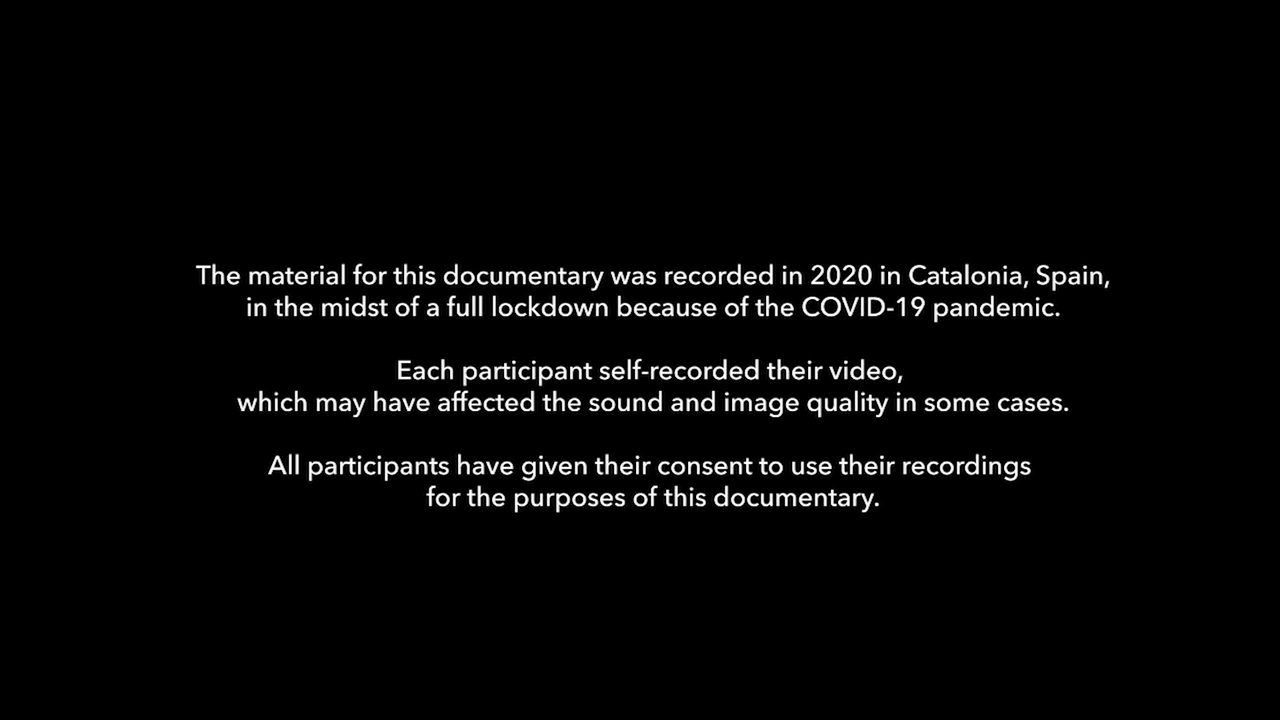 The material for this documentary was recorded in 2020 in Catalonia, Spain,
in the midst of a full lockdown because of the COVID-19 pandemic.
Each participant self-recorded their video,
which may have affected the sound and image quality in some cases.
All participants have given their consent to use their recordings
for the purposes of this documentary.